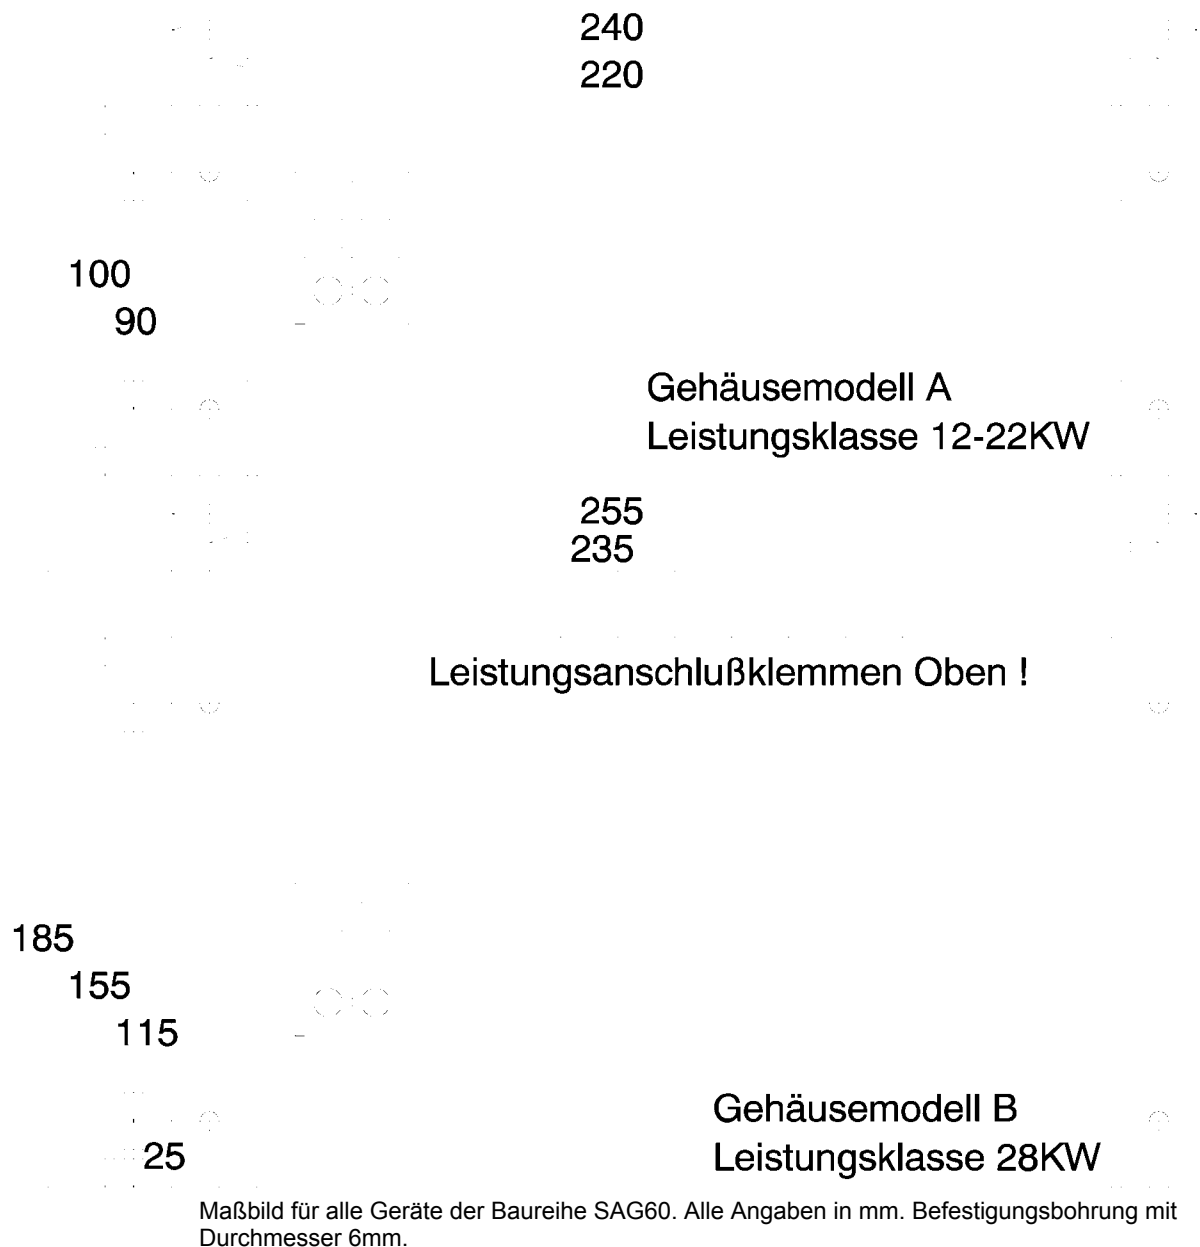 240
220
100
90
Gehäusemodell A
Leistungsklasse 12-22KW
255
235
Leistungsanschlußklemmen Oben !
185
155
115
Gehäusemodell B
25
Leistungsklasse 28KW
Maßbild für alle Geräte der Baureihe SAG60. Alle Angaben in mm. Befestigungsbohrung mit
Durchmesser 6mm.